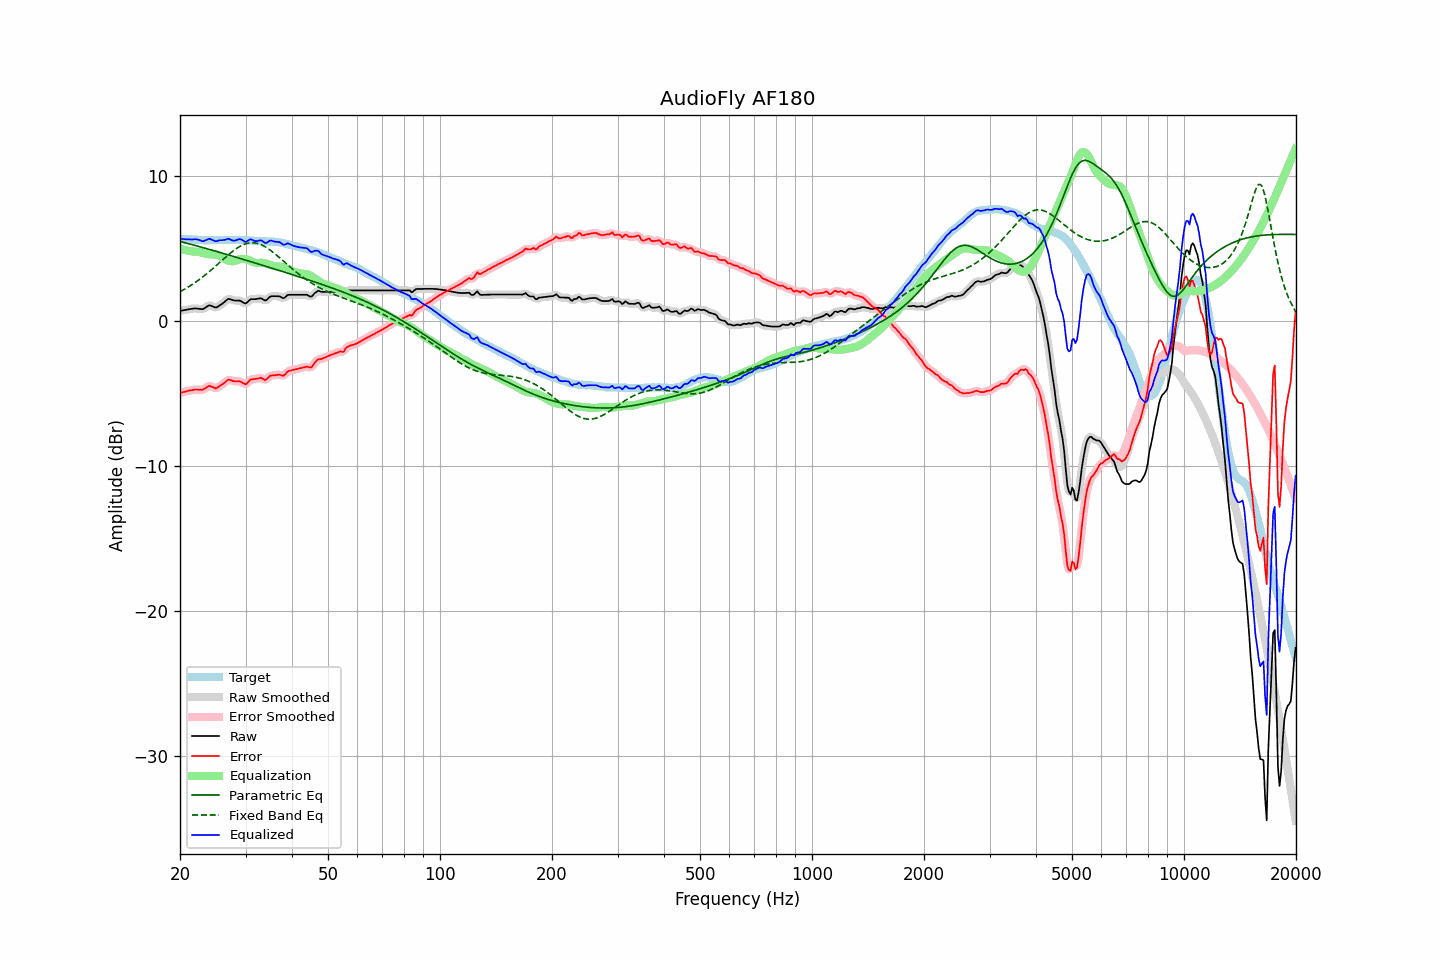 AudioFly AF180
Amplitude (dBr)
10
0
−10
−20
−30
Target
Raw Smoothed
Error Smoothed
Raw
Error
Equalization
Parametric Eq
Fixed Band Eq
Equalized
20 50 100 200 500 1000 2000 5000 10000 20000
Frequency (Hz)